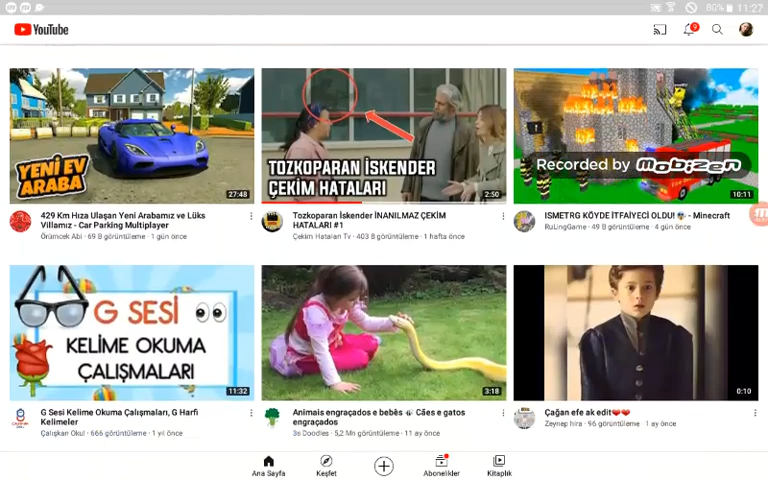 80% 11:27
YouTube
9
YENİ EV
ARABA
27:48
TOZKOPARAN İSKENDER
ÇEKİM HATALARI
2:50
Recorded by Mobizen
10:11
429 Km Hıza Ulaşan Yeni Arabamız ve Lüks
Villamız - Car Parking Multiplayer
Örümcek Abi · 69 B görüntüleme · 1 gün önce
Tozkoparan İskender İNANILMAZ ÇEKİM
HATALARI #1
Çekim Hataları Tv · 403 B görüntüleme · 1 hafta önce
ISMETRG KÖYDE İTFAİYECİ OLDU! 😨 - Minecraft
RuLingGame · 49 B görüntüleme · 4 gün önce
G SESİ
KELİME OKUMA
ÇALIŞMALARI
11:32
3:18
0:10
G Sesi Kelime Okuma Çalışmaları, G Harfi
Kelimeler
Çalışkan Okul · 666 görüntüleme · 1 yıl önce
Animais engraçados e bebês 🐠 Cães e gatos
engraçados
3s Doodles · 5,2 Mn görüntüleme · 11 ay önce
Çağan efe ak edit❤️❤️
Zeynep hira · 96 görüntüleme · 1 ay önce
Ana Sayfa
Keşfet
Abonelikler
Kitaplık